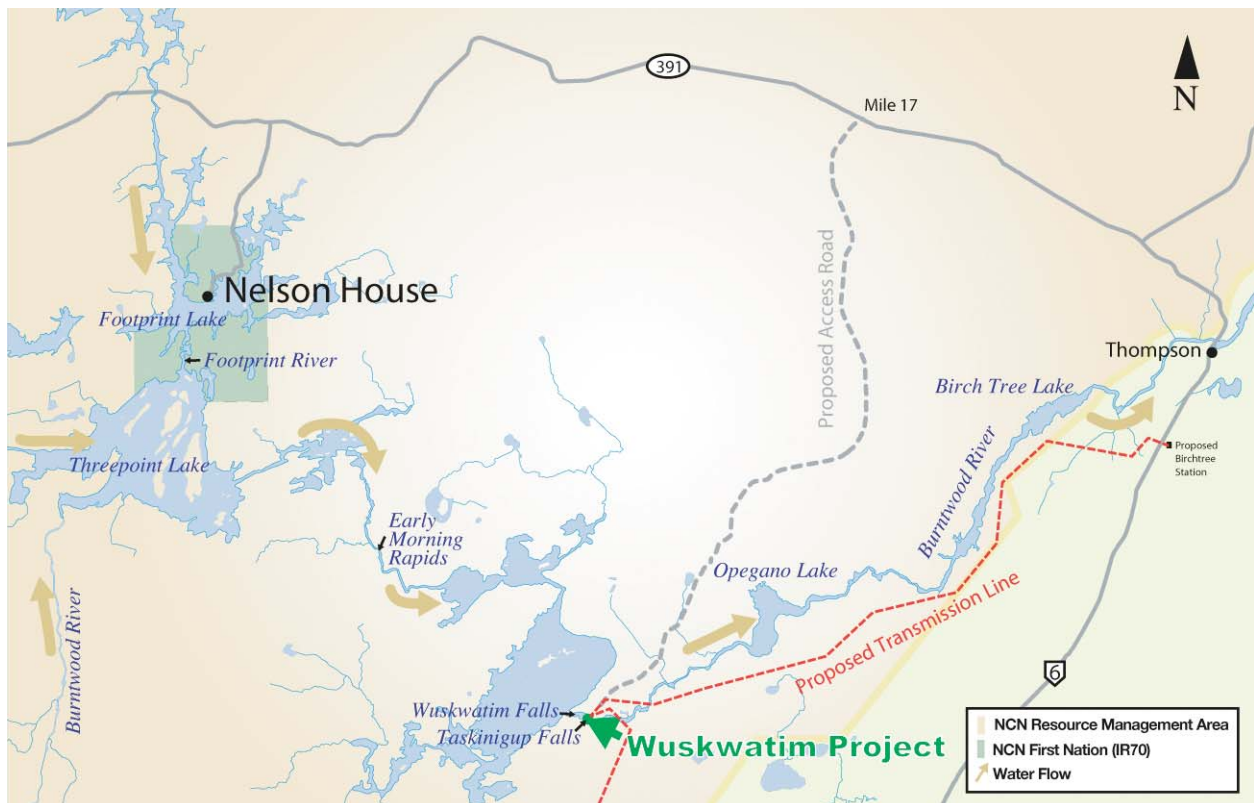 391
Mile 17
N
Proposed Access Road
Nelson House
Footprint Lake
Footprint River
Thompson
Birch Tree Lake
Threepoint Lake
Proposed
Birchtree
Station
Early
Morning
Rapids
Burntwood River
Opegano Lake
Burntwood River
Proposed Transmission Line
6
Wuskwatim Falls
Taskinigup Falls
Wuskwatim Project
NCN Resource Management Area
NCN First Nation (IR70)
Water Flow